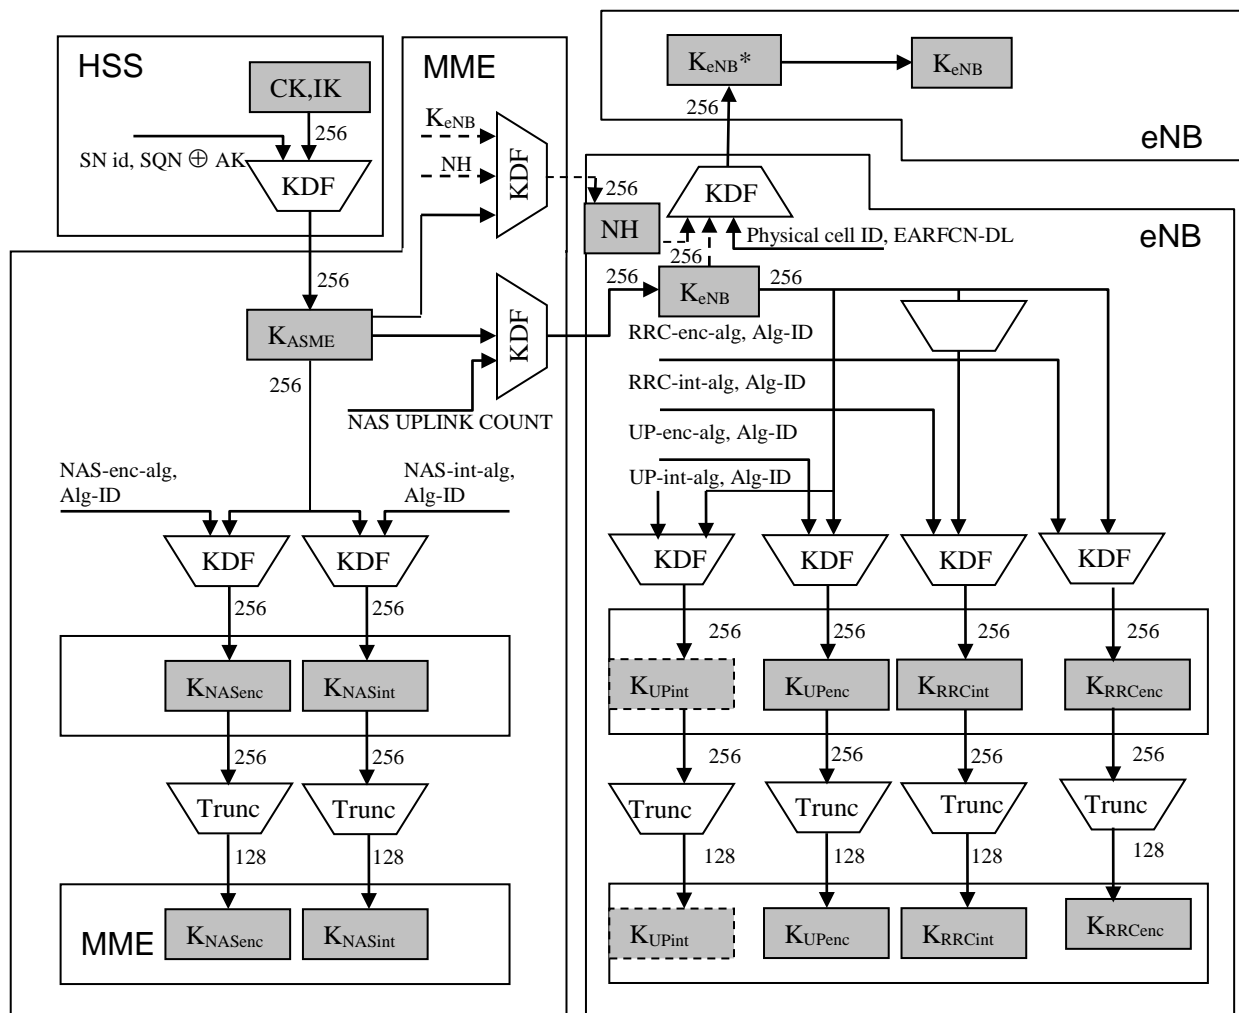 HSS
MME
CK,IK
256
SN id, SQN ⊕ AK
KDF
256
KeNB
NH
KDF
256
NH
KeNB*
KeNB
256
eNB
KDF
Physical cell ID, EARFCN-DL
eNB
256
KASME
256
KDF
NAS UPLINK COUNT
256
KeNB
256
RRC-enc-alg, Alg-ID
RRC-int-alg, Alg-ID
UP-enc-alg, Alg-ID
UP-int-alg, Alg-ID
NAS-enc-alg,
Alg-ID
NAS-int-alg,
Alg-ID
KDF
KDF
KDF
KDF
KDF
KDF
256
256
256
256
256
256
KNASenc
KNASint
KUPint
KUPenc
KRRCint
KRRCenc
256
256
256
256
256
256
Trunc
Trunc
Trunc
Trunc
Trunc
Trunc
128
128
128
128
128
128
MME
KNASenc
KNASint
KUPint
KUPenc
KRRCint
KRRCenc